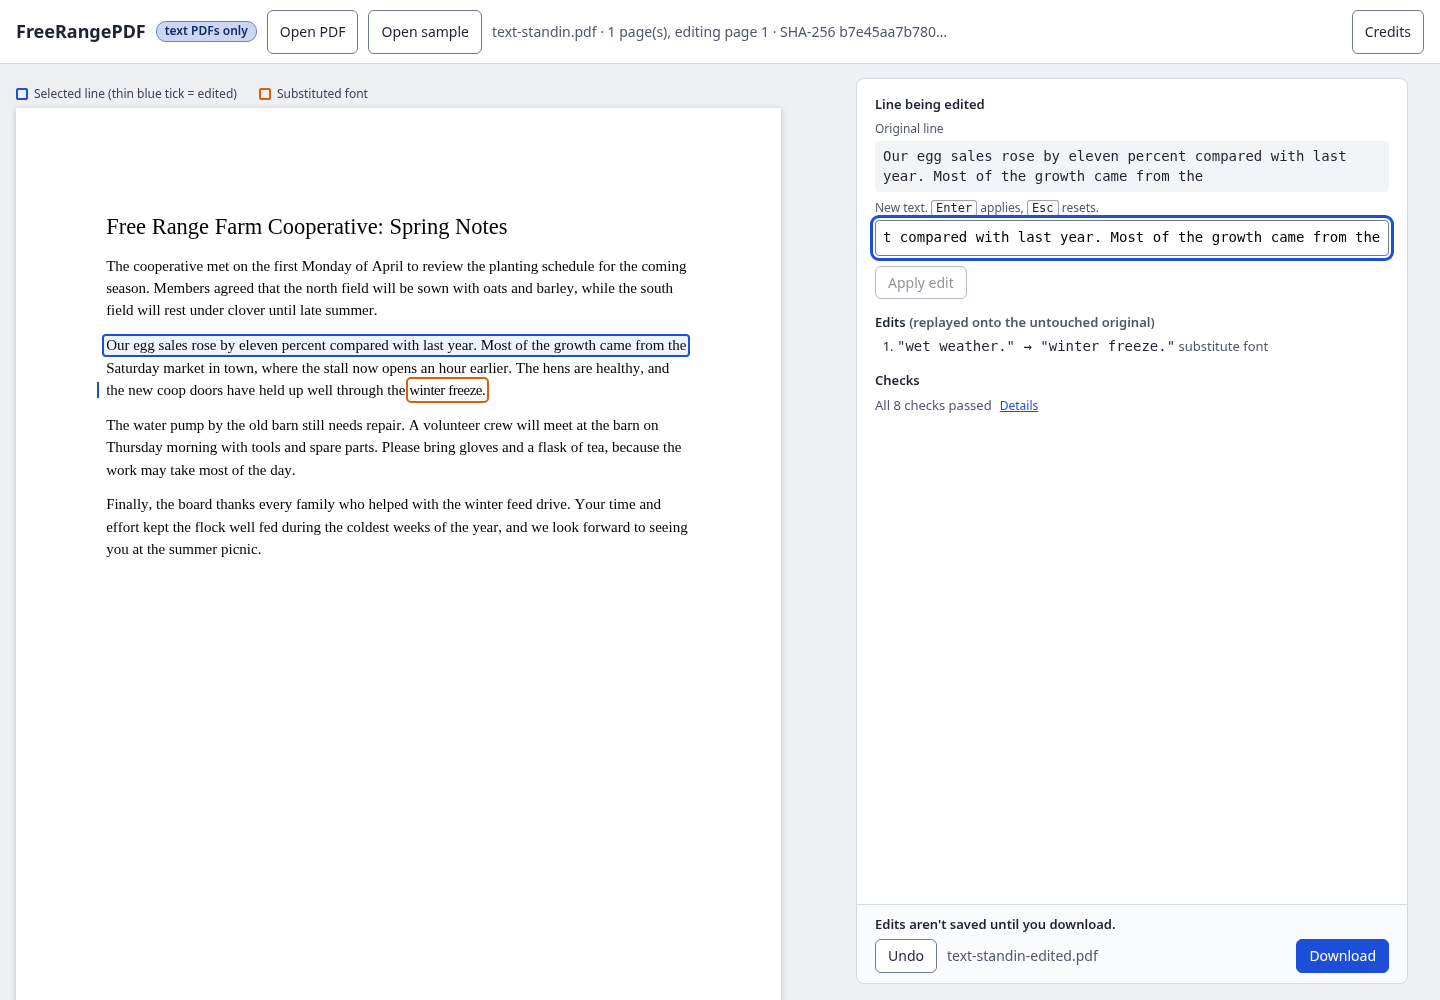 FreeRangePDF text PDFs only Open PDF Open sample text-standin.pdf · 1 page(s), editing page 1 · SHA-256 b7e45aa7b780… Credits
Selected line (thin blue tick = edited) Substituted font
Free Range Farm Cooperative: Spring Notes
The cooperative met on the first Monday of April to review the planting schedule for the coming
season. Members agreed that the north field will be sown with oats and barley, while the south
field will rest under clover until late summer.
Our egg sales rose by eleven percent compared with last year. Most of the growth came from the
Saturday market in town, where the stall now opens an hour earlier. The hens are healthy, and
the new coop doors have held up well through the winter freeze.
The water pump by the old barn still needs repair. A volunteer crew will meet at the barn on
Thursday morning with tools and spare parts. Please bring gloves and a flask of tea, because the
work may take most of the day.
Finally, the board thanks every family who helped with the winter feed drive. Your time and
effort kept the flock well fed during the coldest weeks of the year, and we look forward to seeing
you at the summer picnic.
Line being edited
Original line
Our egg sales rose by eleven percent compared with last
year. Most of the growth came from the
New text. Enter applies, Esc resets.
t compared with last year. Most of the growth came from the
Apply edit
Edits (replayed onto the untouched original)
1. "wet weather." → "winter freeze." substitute font
Checks
All 8 checks passed Details
Edits aren't saved until you download.
Undo text-standin-edited.pdf Download